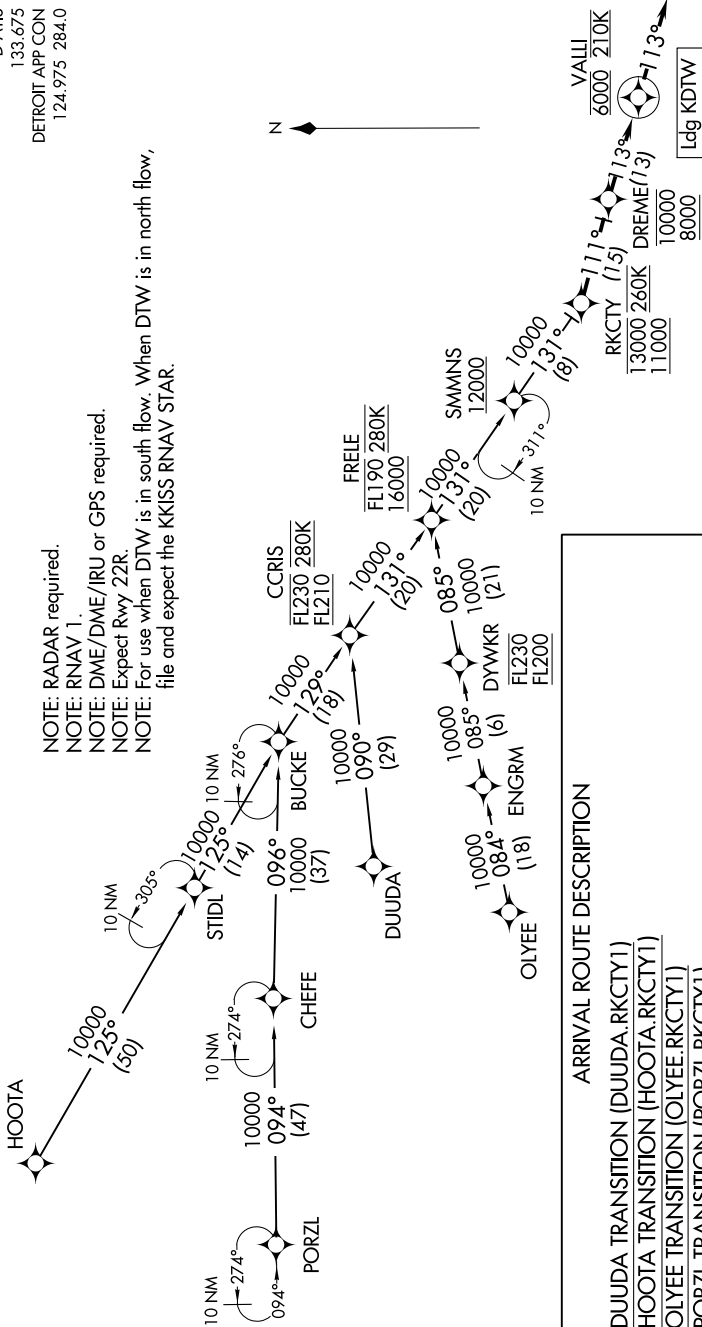 D-ATIS
133.675
DETROIT APP CON
124.975 284.0
NOTE: RADAR required.
NOTE: RNAV 1.
NOTE: DME/DME/IRU or GPS required.
NOTE: Expect Rwy 22R.
NOTE: For use when DTW is in south flow. When DTW is in north flow,
file and expect the KKISS RNAV STAR.
N
HOOTA
10000
125°
(50)
10 NM
305°
STIDL
10000
125°
(14)
10 NM
276°
BUCKE
10000
129°
(18)
CCRIS
FL230 280K
FL210
10000
131°
(20)
FRELE
FL190 280K
16000
10000
131°
(20)
SMMNS
12000
10 NM
311°
10000
131°
(8)
RKCTY
13000 260K
11000
111°
(15)
DREME
10000
8000
113°
(13)
VALLI
6000 210K
113°
Ldg KDTW
10 NM
274°
094°
PORZL
10000
094°
(47)
10 NM
274°
CHEFE
096°
10000
(37)
DUUDA
10000
090°
(29)
OLYEE
10000
084°
(18)
ENGRM
10000
085°
(6)
DYWKR
FL230
FL200
085°
10000
(21)
ARRIVAL ROUTE DESCRIPTION
DUUDA TRANSITION (DUUDA.RKCTY1)
HOOTA TRANSITION (HOOTA.RKCTY1)
OLYEE TRANSITION (OLYEE.RKCTY1)
PORZL TRANSITION (PORZL.RKCTY1)